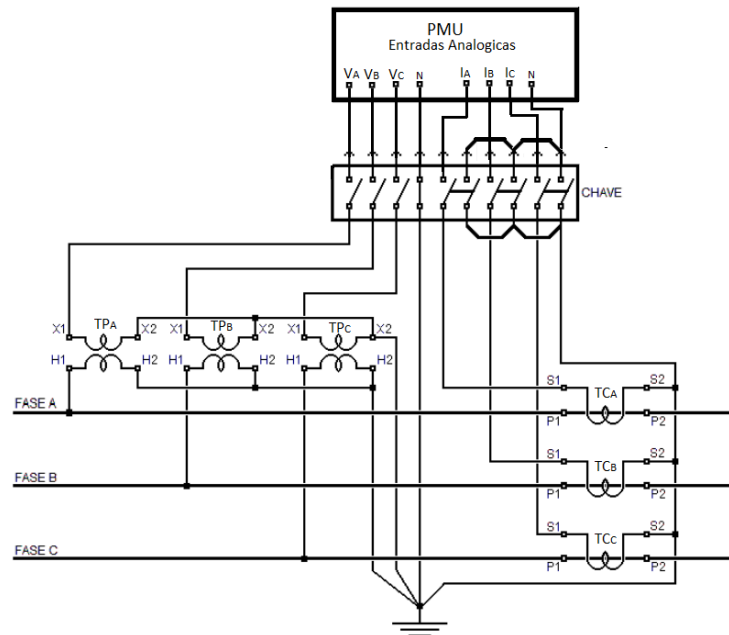 PMU
Entradas Analogicas
VA VB VC N IA IB IC N
CHAVE
X1 TPA X2 X1 TPB X2 X1 TPC X2
H1 H2 H1 H2 H1 H2
S1 TCA S2
FASE A
P1 P2
S1 TCB S2
FASE B
P1 P2
S1 TCC S2
FASE C
P1 P2